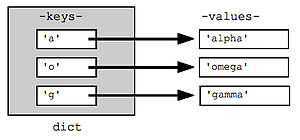 -keys- -values-
'a' 'alpha'
'o' 'omega'
'g' 'gamma'
dict